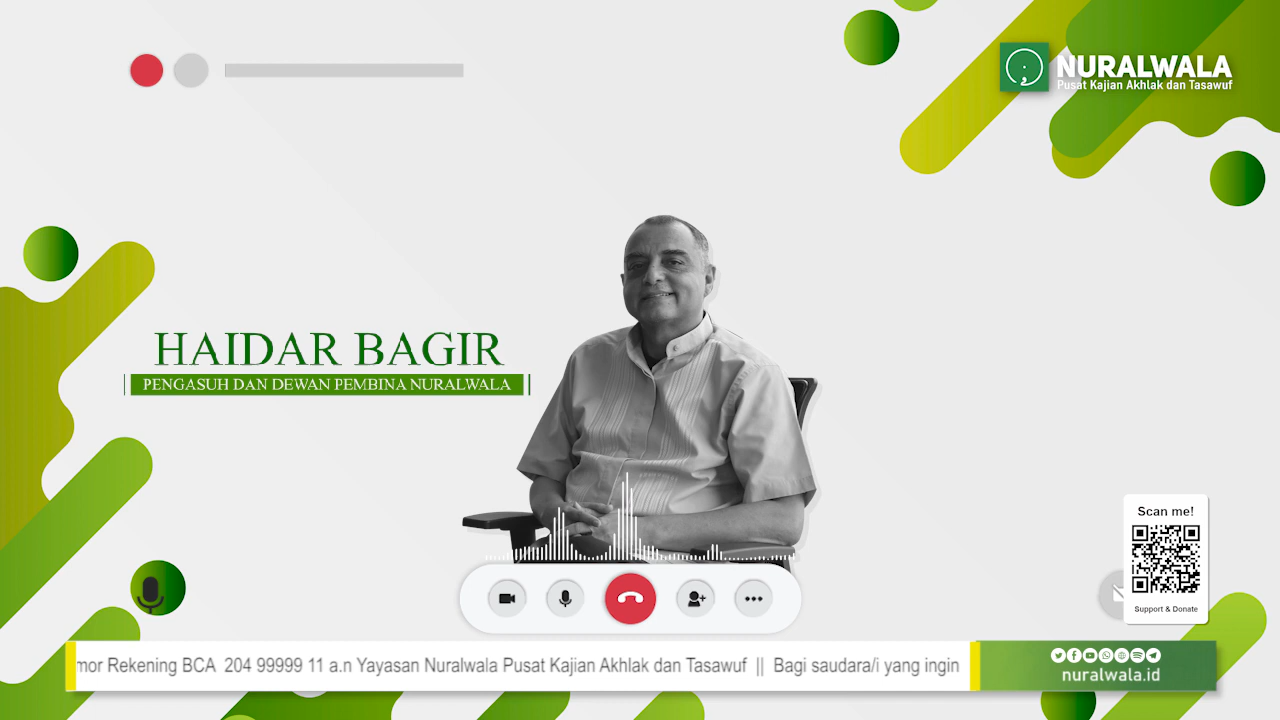 NURALWALA
Pusat Kajian Akhlak dan Tasawuf
HAIDAR BAGIR
PENGASUH DAN DEWAN PEMBINA NURALWALA
Scan me!
Support & Donate
Rekening BCA 204 99999 11 a.n Yayasan Nuralwala Pusat Kajian Akhlak dan Tasawuf || Bagi saudara/i yang ingin
nuralwala.id